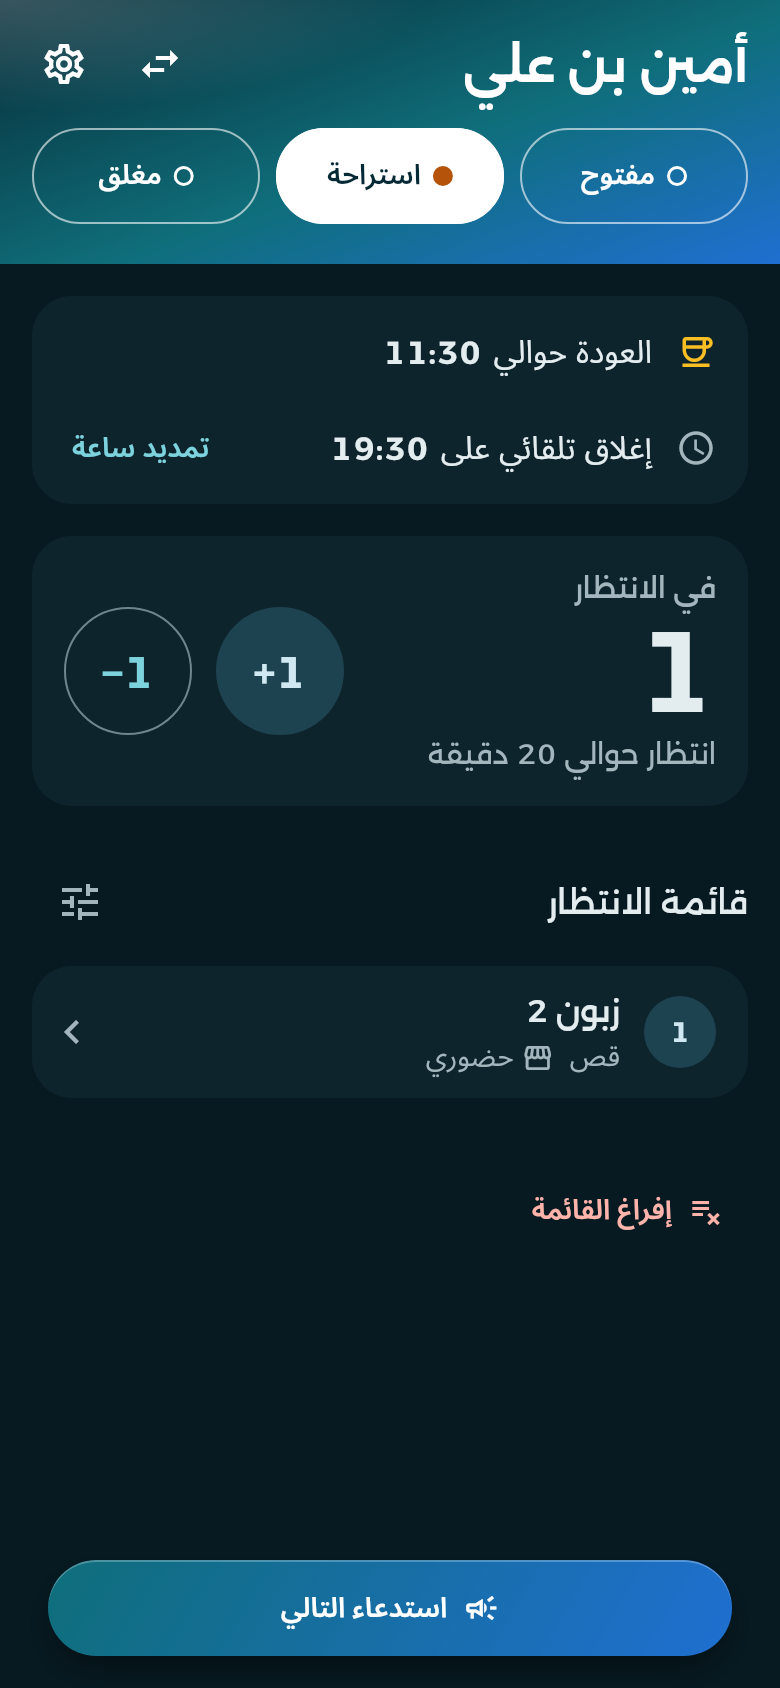 أمين بن علي
مفتوح
استراحة
مغلق
العودة حوالي 11:30
إغلاق تلقائي على 19:30
تمديد ساعة
في الانتظار
1
انتظار حوالي 20 دقيقة
+1
−1
قائمة الانتظار
1
زبون 2
قص حضوري
إفراغ القائمة
استدعاء التالي